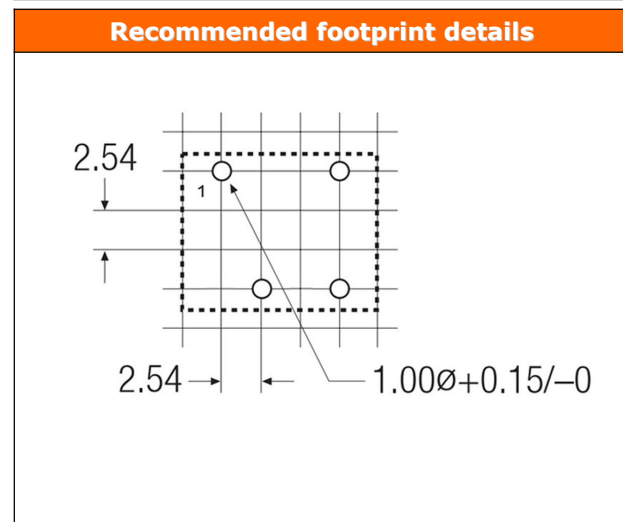 Recommended footprint details
2.54
1
2.54
1.00ø+0.15/–0